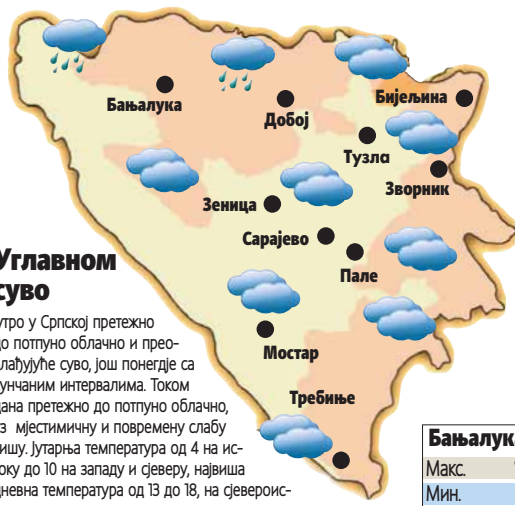 Бањалука
Добој
Бијељина
Тузла
Зворник
Зеница
Сарајево
Пале
Мостар
Требиње
Углавном
суво
утро у Српској претежно
до потпуно облачно и прео-
лађујуће суво, још понегдје са
унчаним интервалима. Током
дана претежно до потпуно облачно,
з мјестимичну и повремену слабу
ишу. Јутарња температура од 4 на ис-
оку до 10 на западу и сјеверу, највиша
дневна температура од 13 до 18, на сјевероис-
Бањалука
Макс.
Мин.